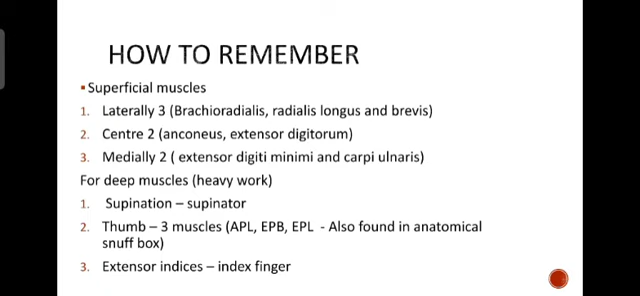 HOW TO REMEMBER
▪ Superficial muscles
1. Laterally 3 (Brachioradialis, radialis longus and brevis)
2. Centre 2 (anconeus, extensor digitorum)
3. Medially 2 ( extensor digiti minimi and carpi ulnaris)
For deep muscles (heavy work)
1. Supination – supinator
2. Thumb – 3 muscles (APL, EPB, EPL - Also found in anatomical
snuff box)
3. Extensor indices – index finger